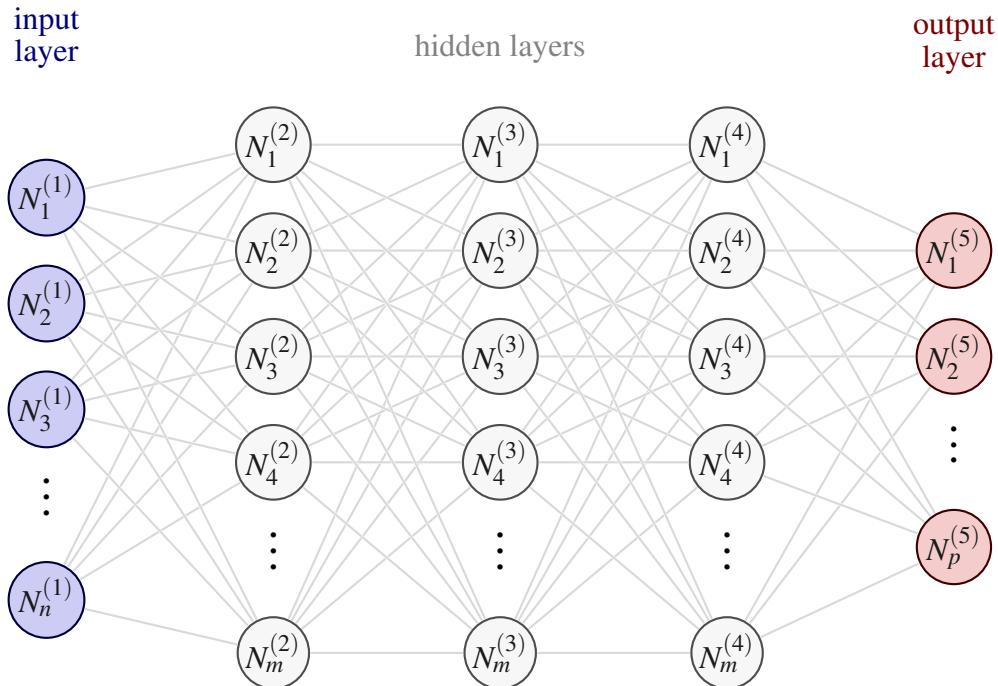 input
layer
hidden layers
output
layer
N_1^{(1)}
N_2^{(1)}
N_3^{(1)}
⋮
N_n^{(1)}
N_1^{(2)}
N_2^{(2)}
N_3^{(2)}
N_4^{(2)}
⋮
N_m^{(2)}
N_1^{(3)}
N_2^{(3)}
N_3^{(3)}
N_4^{(3)}
⋮
N_m^{(3)}
N_1^{(4)}
N_2^{(4)}
N_3^{(4)}
N_4^{(4)}
⋮
N_m^{(4)}
N_1^{(5)}
N_2^{(5)}
⋮
N_p^{(5)}